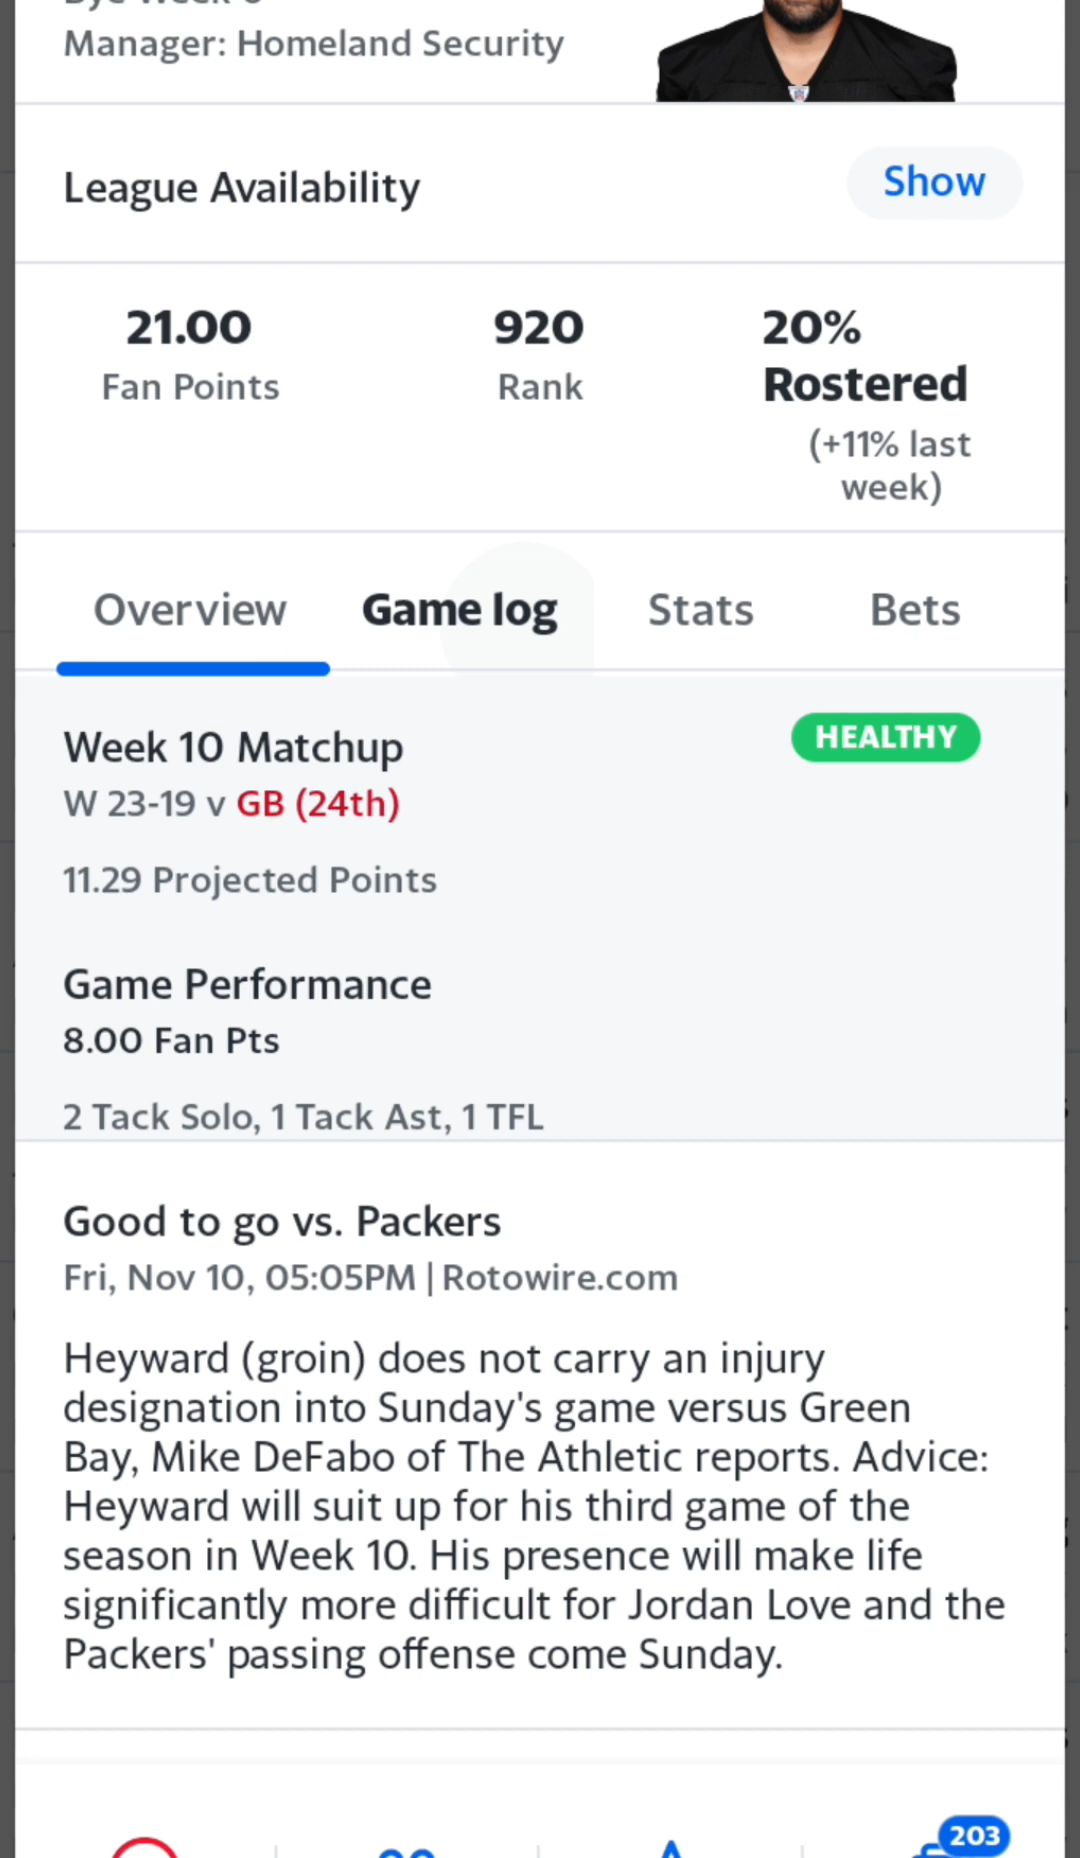 Bye Week 6
Manager: Homeland Security
League Availability
Show
21.00
Fan Points
920
Rank
20%
Rostered
(+11% last
week)
Overview
Game log
Stats
Bets
Week 10 Matchup
HEALTHY
W 23-19 v GB (24th)
11.29 Projected Points
Game Performance
8.00 Fan Pts
2 Tack Solo, 1 Tack Ast, 1 TFL
Good to go vs. Packers
Fri, Nov 10, 05:05PM | Rotowire.com
Heyward (groin) does not carry an injury
designation into Sunday's game versus Green
Bay, Mike DeFabo of The Athletic reports. Advice:
Heyward will suit up for his third game of the
season in Week 10. His presence will make life
significantly more difficult for Jordan Love and the
Packers' passing offense come Sunday.
203